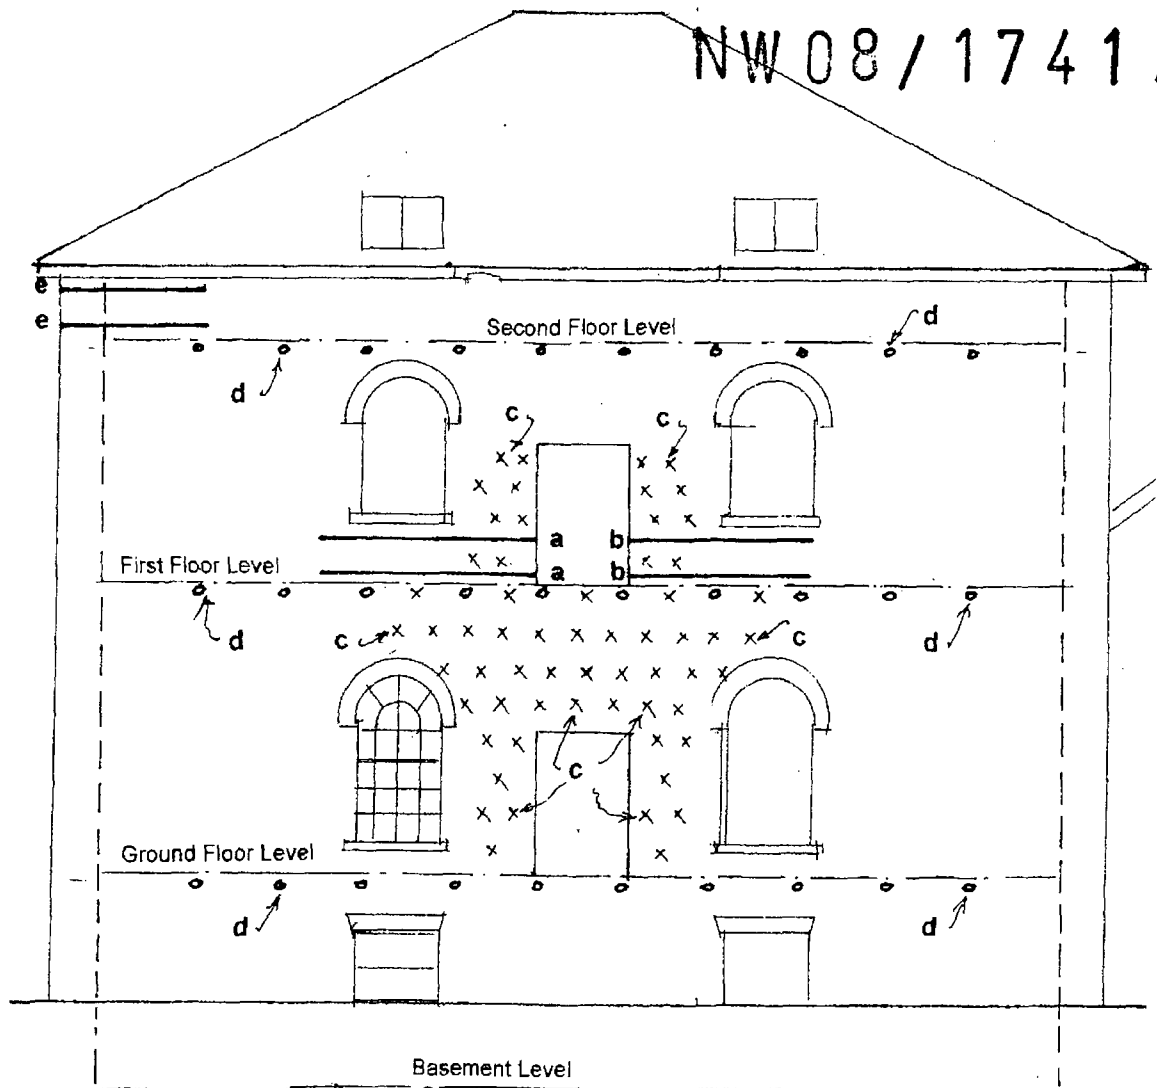 NW08/1741
e
e
Second Floor Level
d
d
c
c
a b
a b
First Floor Level
d
c
c
d
c
Ground Floor Level
d
d
Basement Level